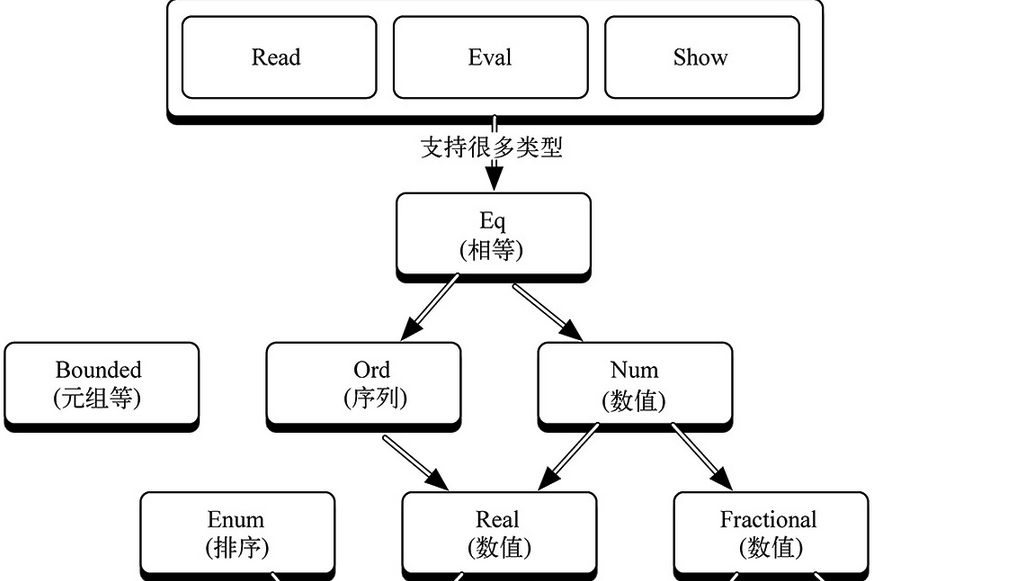 Read
Eval
Show
支持很多类型
Eq
(相等)
Bounded
(元组等)
Ord
(序列)
Num
(数值)
Enum
(排序)
Real
(数值)
Fractional
(数值)